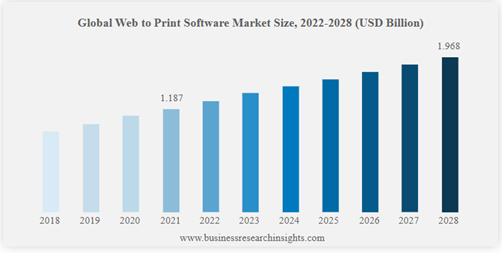 Global Web to Print Software Market Size, 2022-2028 (USD Billion)
1.968
1.187
2018 2019 2020 2021 2022 2023 2024 2025 2026 2027 2028
www.businessresearchinsights.com